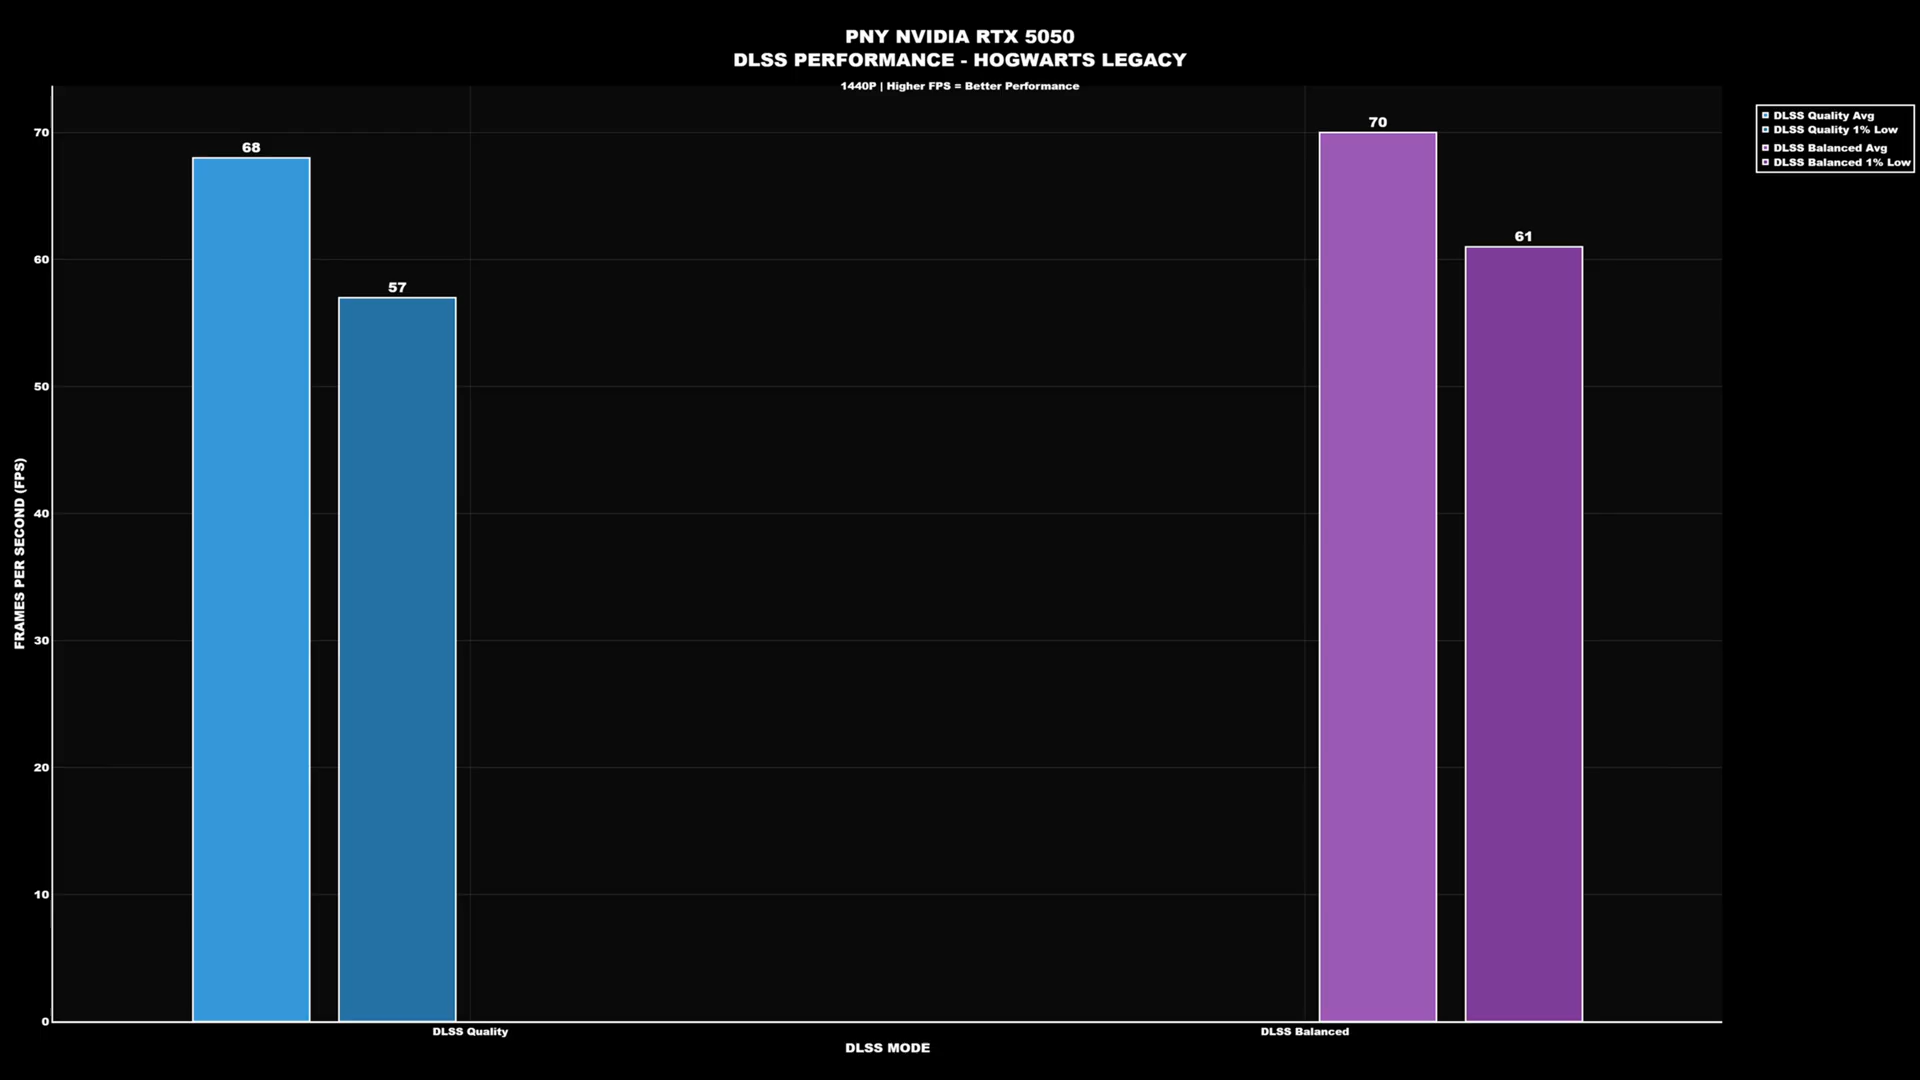 PNY NVIDIA RTX 5050
DLSS PERFORMANCE - HOGWARTS LEGACY
1440P | Higher FPS = Better Performance
DLSS Quality Avg
DLSS Quality 1% Low
DLSS Balanced Avg
DLSS Balanced 1% Low
FRAMES PER SECOND (FPS)
70
60
50
40
30
20
10
0
68
57
70
61
DLSS Quality
DLSS Balanced
DLSS MODE